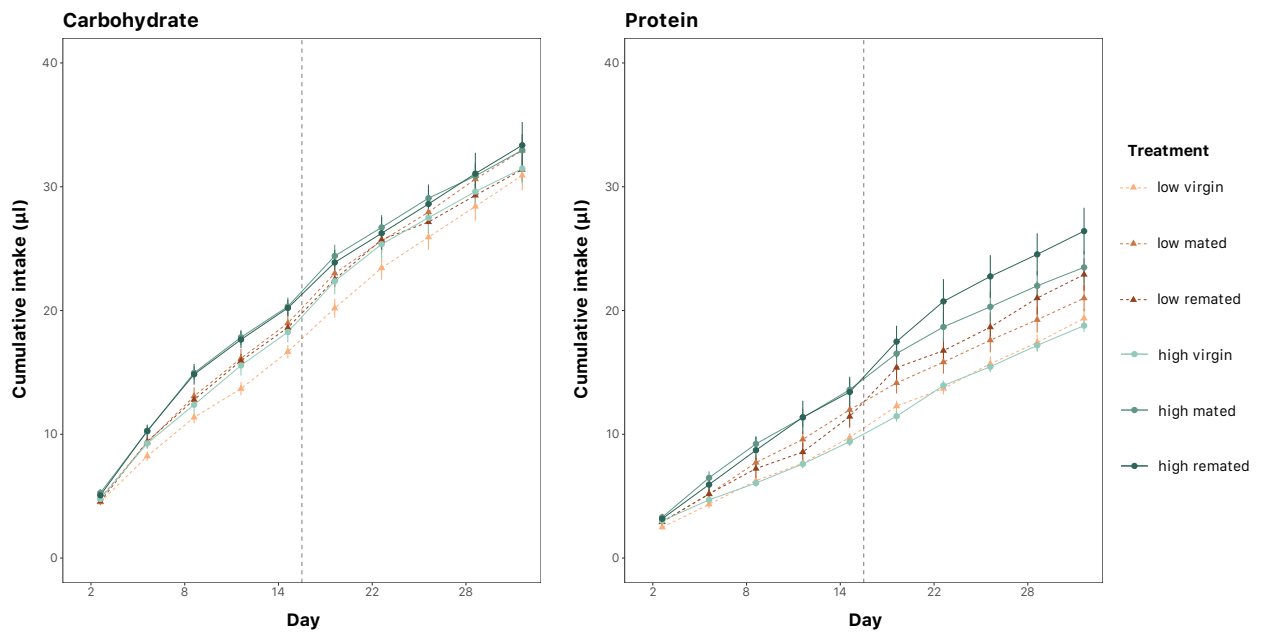 Carbohydrate
Protein
40
30
20
10
0
2
8
14
22
28
Cumulative intake (µl)
Day
40
30
20
10
0
2
8
14
22
28
Cumulative intake (µl)
Day
Treatment
low virgin
low mated
low remated
high virgin
high mated
high remated